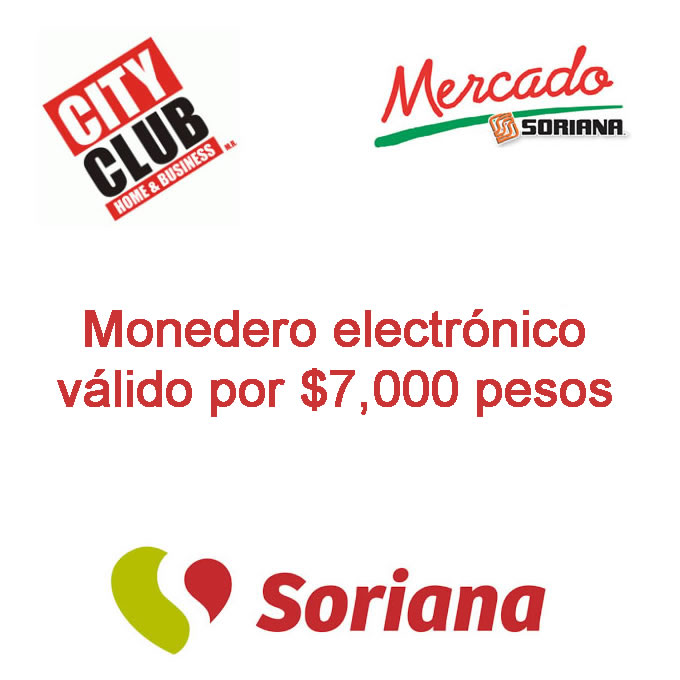 CITY
CLUB
HOME & BUSINESS
M.R.
Mercado
SORIANA
Monedero electrónico
válido por $7,000 pesos
Soriana